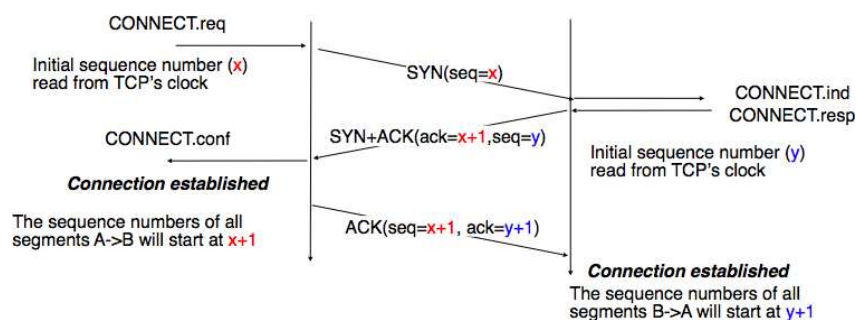 CONNECT.req
Initial sequence number (x)
read from TCP's clock
SYN(seq=x)
CONNECT.ind
CONNECT.resp
SYN+ACK(ack=x+1,seq=y)
CONNECT.conf
Initial sequence number (y)
read from TCP's clock
Connection established
The sequence numbers of all
segments A->B will start at x+1
ACK(seq=x+1, ack=y+1)
Connection established
The sequence numbers of all
segments B->A will start at y+1